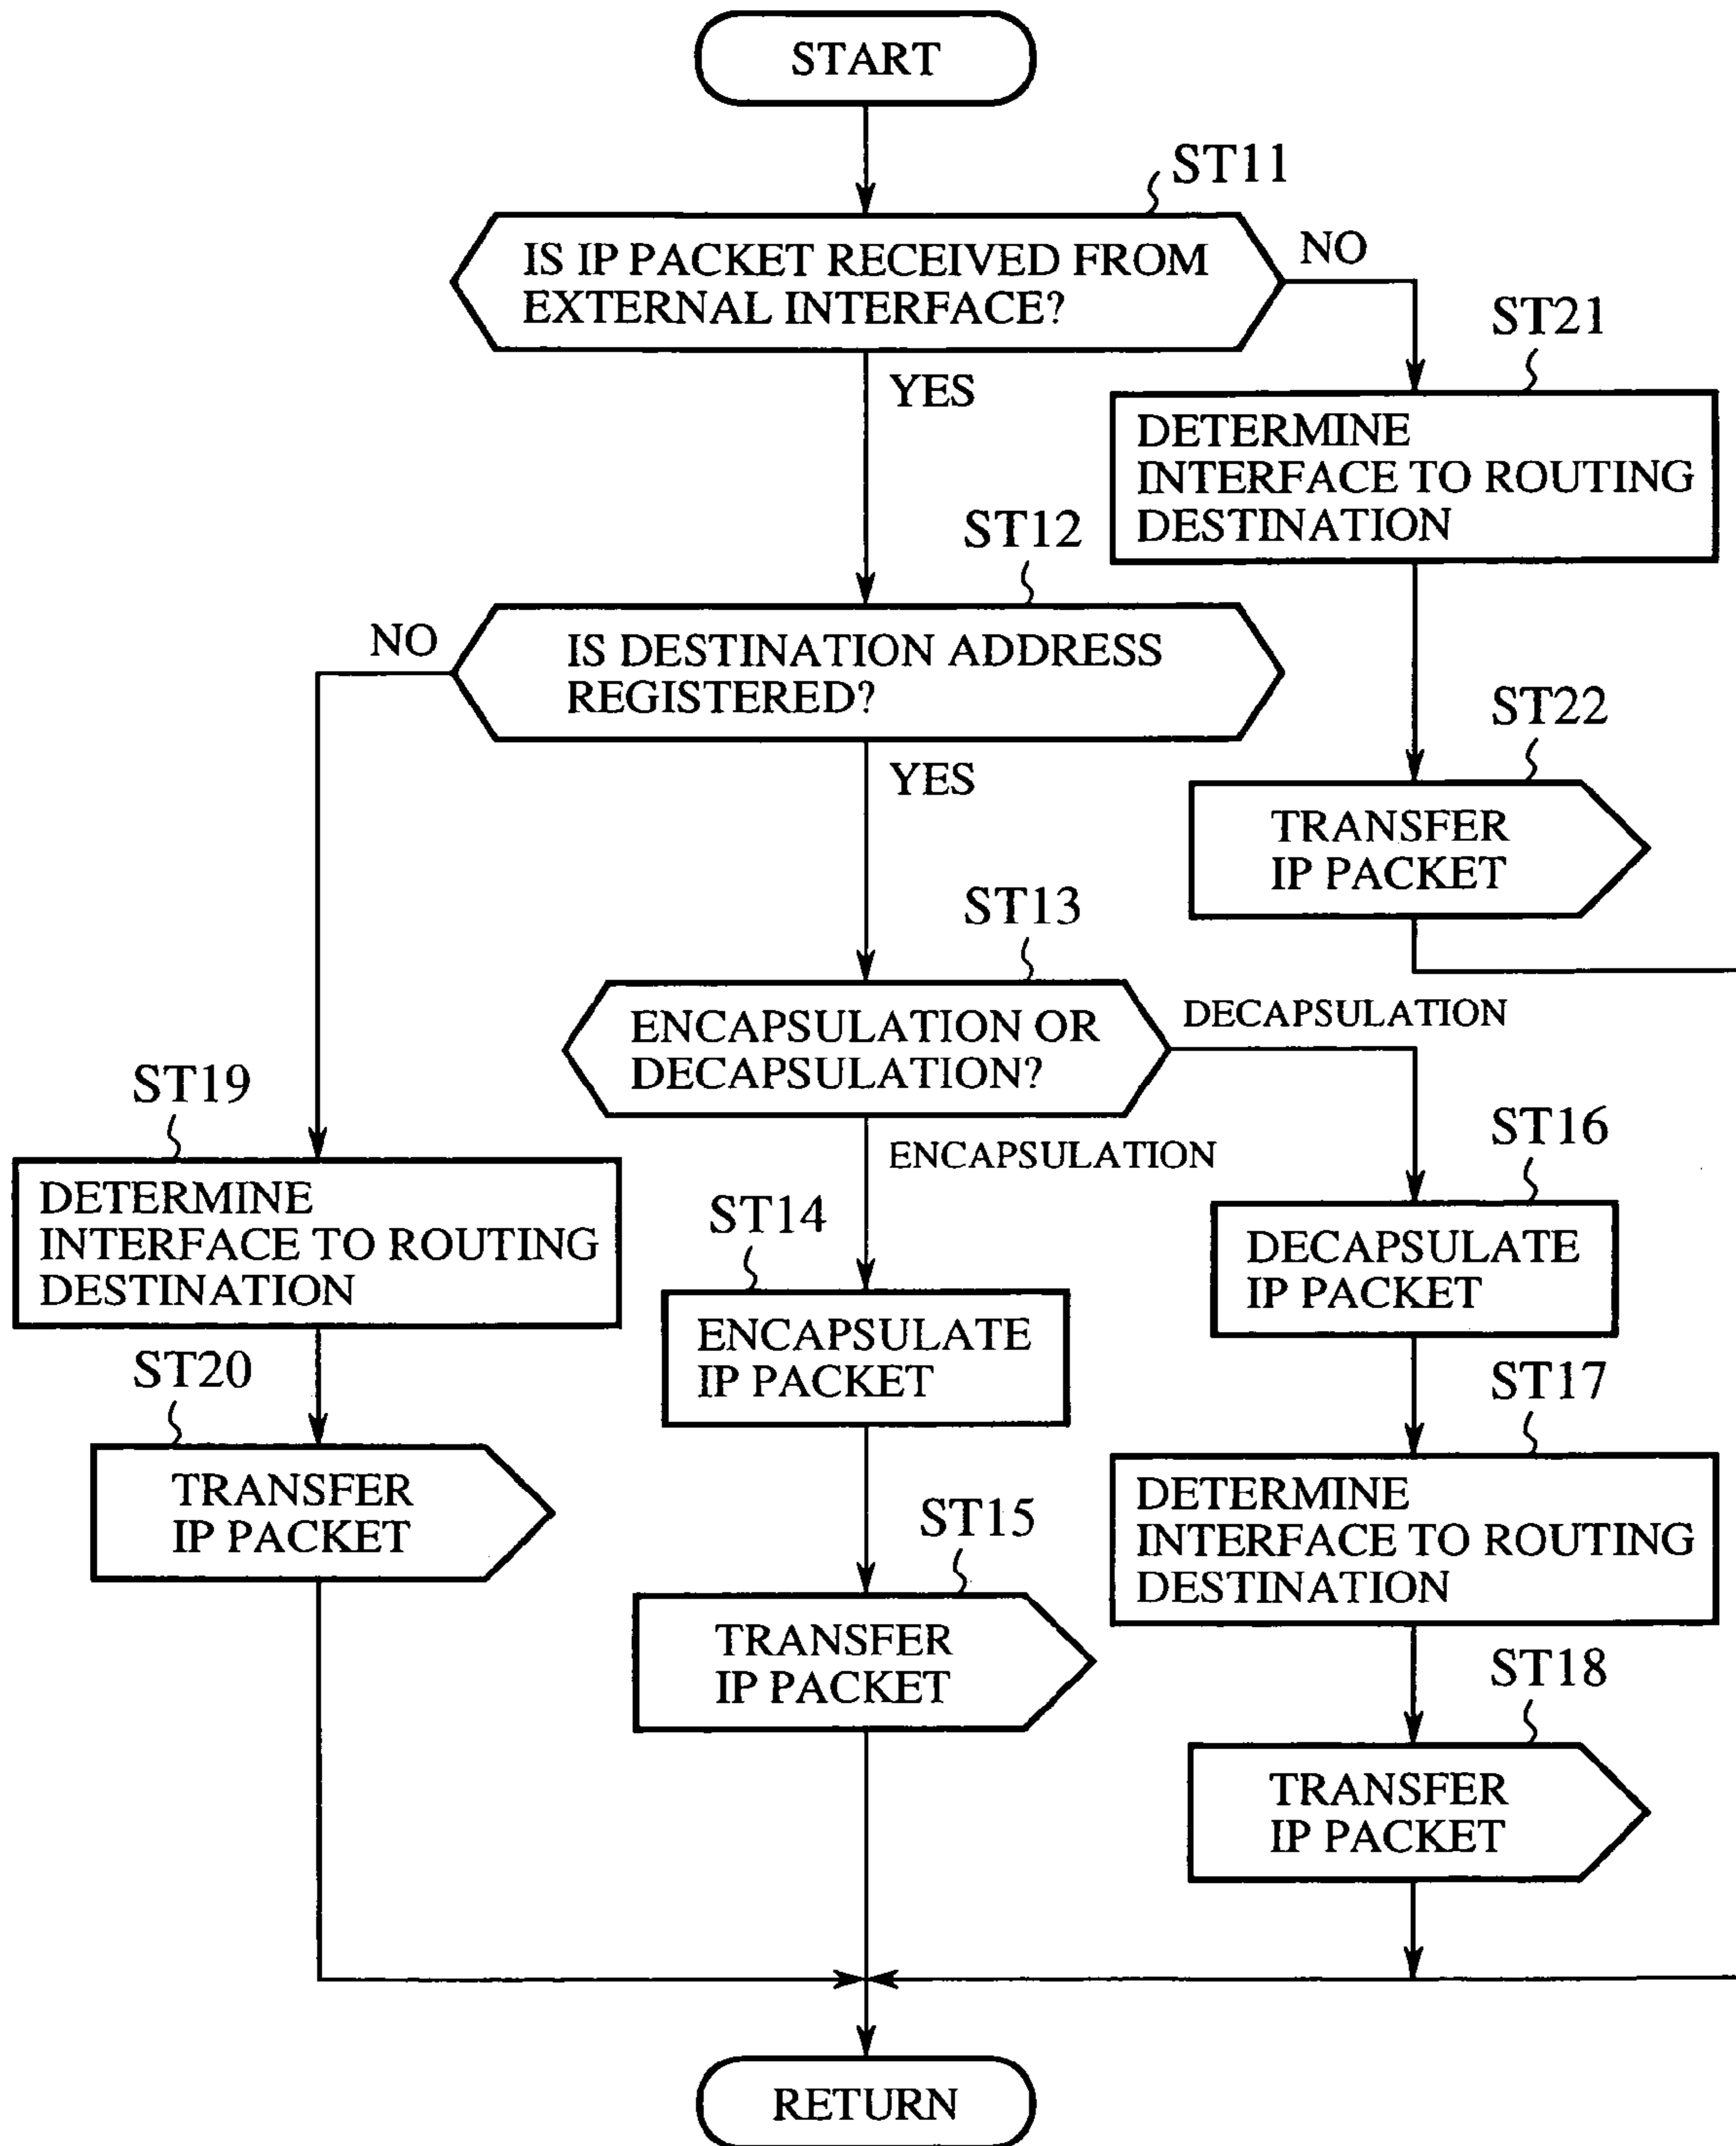 START
ST11
IS IP PACKET RECEIVED FROM
EXTERNAL INTERFACE?
NO
YES
ST21
DETERMINE
INTERFACE TO ROUTING
DESTINATION
ST12
NO
IS DESTINATION ADDRESS
REGISTERED?
YES
ST22
TRANSFER
IP PACKET
ST13
ENCAPSULATION OR
DECAPSULATION?
DECAPSULATION
ENCAPSULATION
ST19
DETERMINE
INTERFACE TO ROUTING
DESTINATION
ST14
ENCAPSULATE
IP PACKET
ST16
DECAPSULATE
IP PACKET
ST20
TRANSFER
IP PACKET
ST15
TRANSFER
IP PACKET
ST17
DETERMINE
INTERFACE TO ROUTING
DESTINATION
ST18
TRANSFER
IP PACKET
RETURN